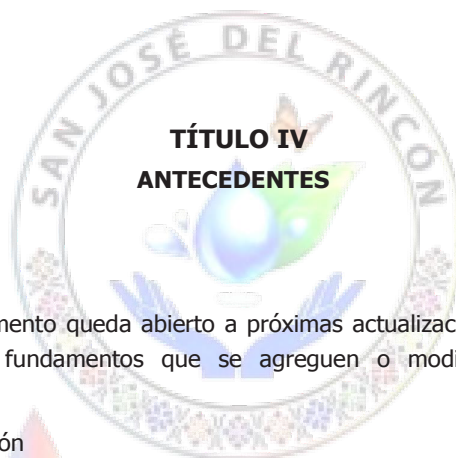 SAN JOSÉ DEL RINCÓN
TÍTULO IV
ANTECEDENTES
mento queda abierto a próximas actualizac
fundamentos que se agreguen o modi
ón